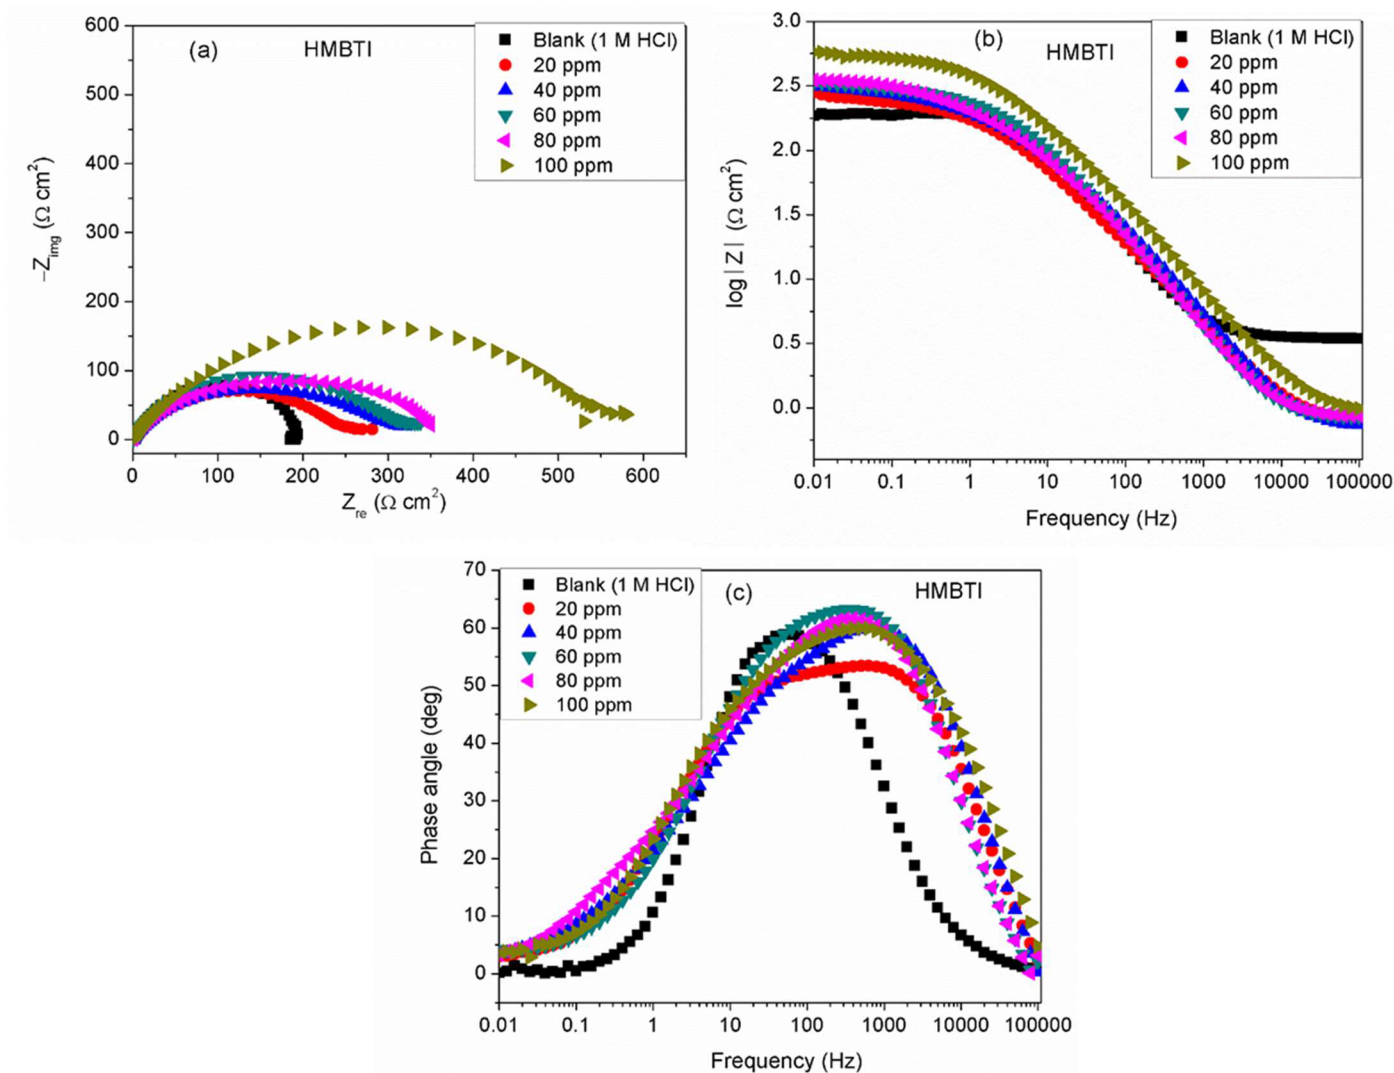 (a)
HMBTI
Blank (1 M HCl)
20 ppm
40 ppm
60 ppm
80 ppm
100 ppm
600
500
400
300
200
100
0
−Z_img (Ω cm²)
0 100 200 300 400 500 600
Z_re (Ω cm²)
(b)
HMBTI
Blank (1 M HCl)
20 ppm
40 ppm
60 ppm
80 ppm
100 ppm
3.0
2.5
2.0
1.5
1.0
0.5
0.0
log|Z| (Ω cm²)
0.01 0.1 1 10 100 1000 10000 100000
Frequency (Hz)
(c)
HMBTI
Blank (1 M HCl)
20 ppm
40 ppm
60 ppm
80 ppm
100 ppm
70
60
50
40
30
20
10
0
Phase angle (deg)
0.01 0.1 1 10 100 1000 10000 100000
Frequency (Hz)